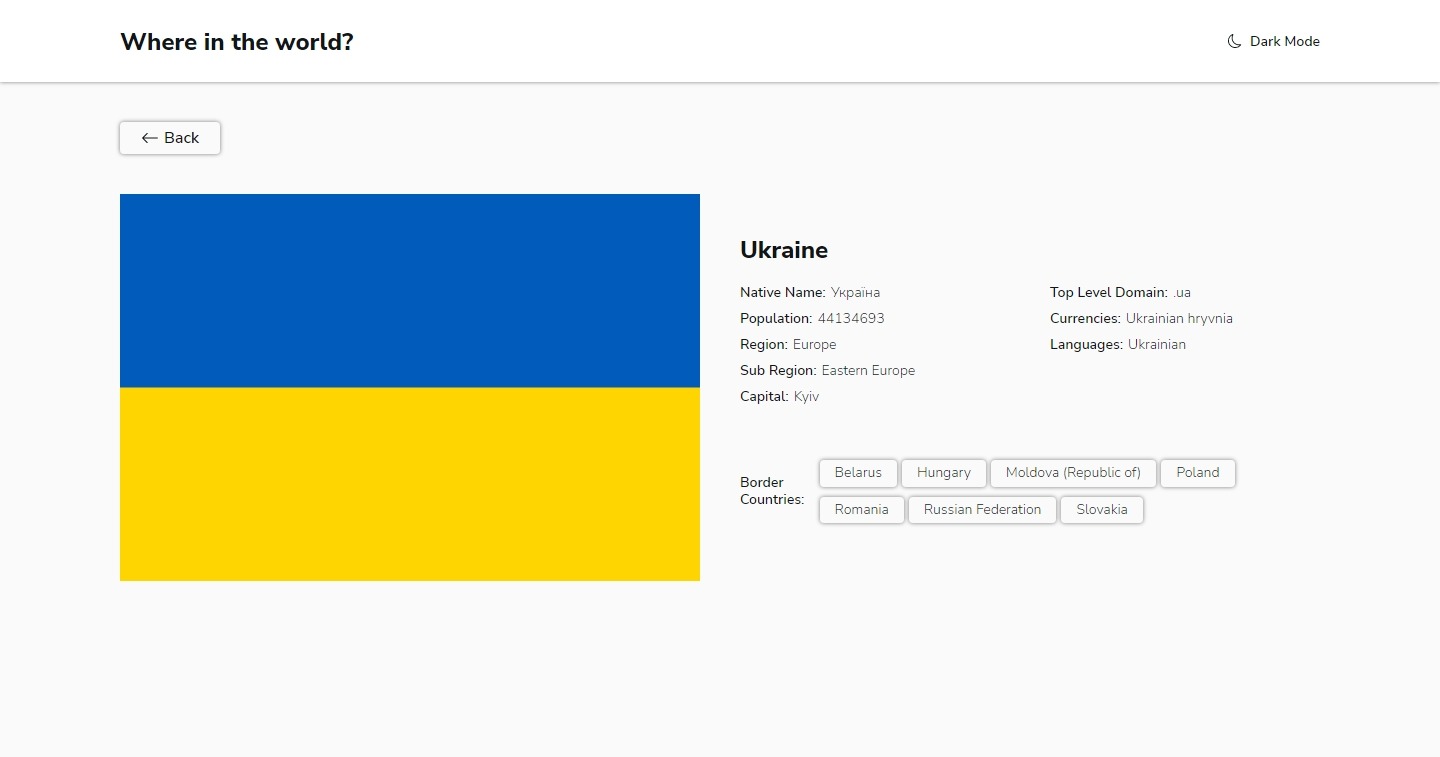 Where in the world?
Dark Mode
Back
Ukraine
Native Name: Україна
Population: 44134693
Region: Europe
Sub Region: Eastern Europe
Capital: Kyiv
Top Level Domain: .ua
Currencies: Ukrainian hryvnia
Languages: Ukrainian
Border
Countries:
Belarus
Hungary
Moldova (Republic of)
Poland
Romania
Russian Federation
Slovakia